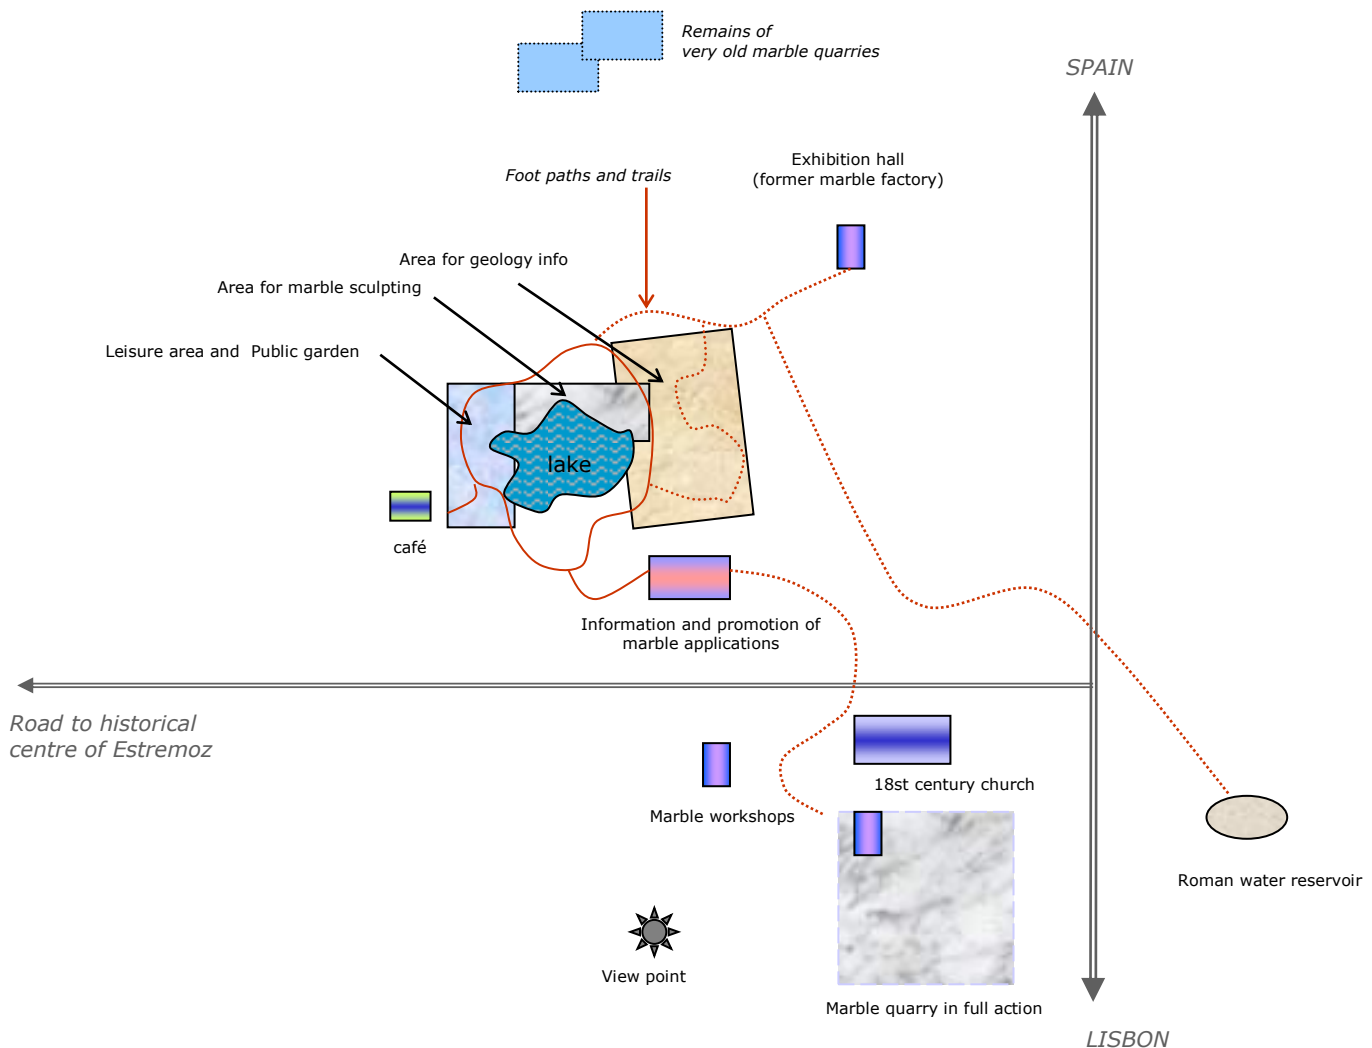 Remains of
very old marble quarries
SPAIN
Exhibition hall
(former marble factory)
Foot paths and trails
Area for geology info
Area for marble sculpting
Leisure area and  Public garden
lake
café
Information and promotion of
marble applications
Road to historical
centre of Estremoz
18st century church
Marble workshops
Roman water reservoir
View point
Marble quarry in full action
LISBON